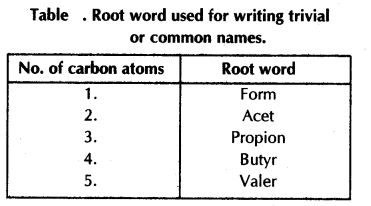 Table . Root word used for writing trivial
or common names.
No. of carbon atoms Root word
1. Form
2. Acet
3. Propion
4. Butyr
5. Valer